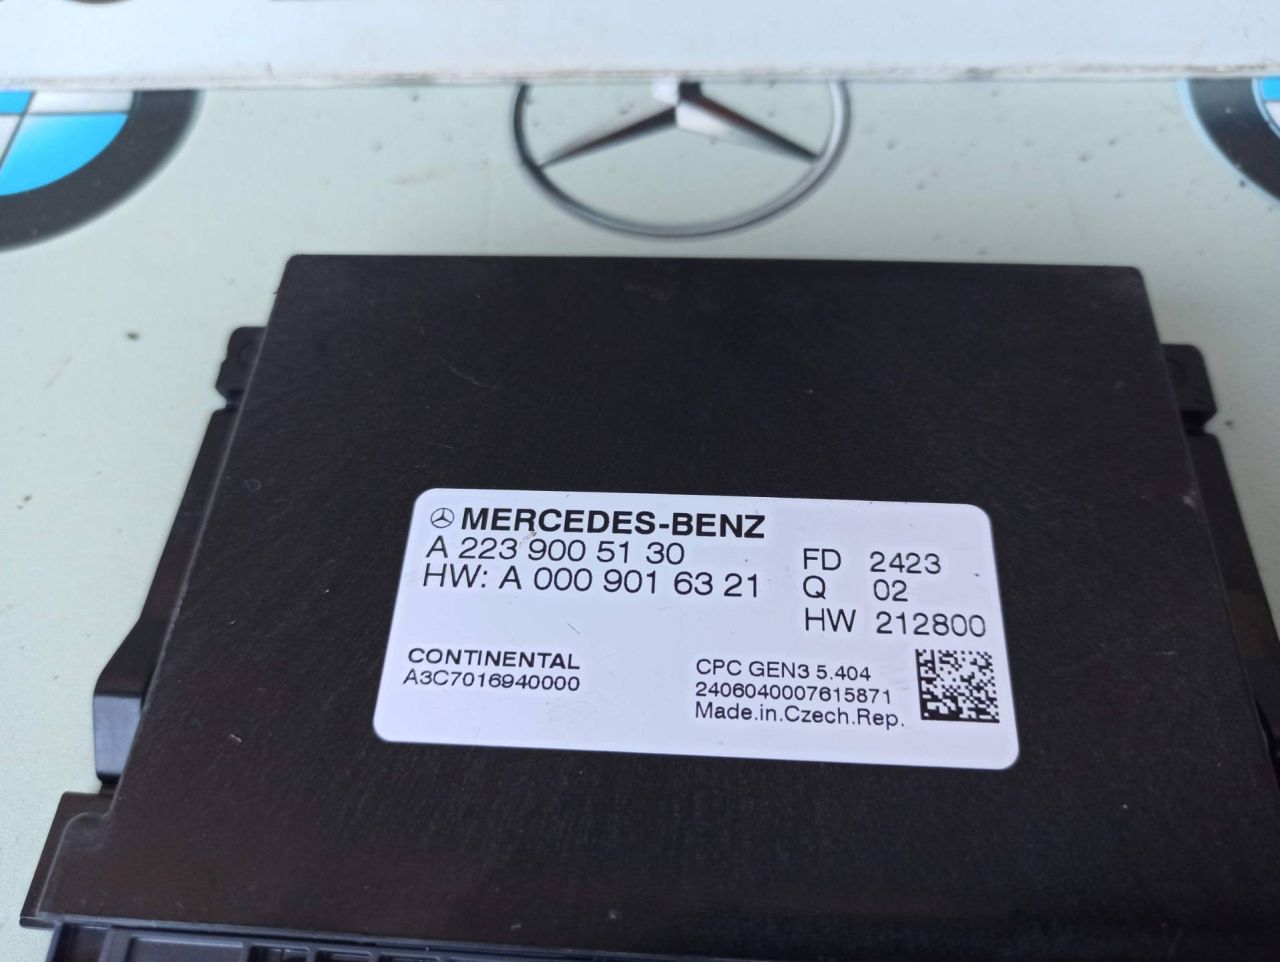 MERCEDES-BENZ
A 223 900 51 30
HW: A 000 901 63 21
FD 2423
Q 02
HW 212800
CONTINENTAL
A3C7016940000
CPC GEN3 5.404
2406040007615871
Made.in.Czech.Rep.